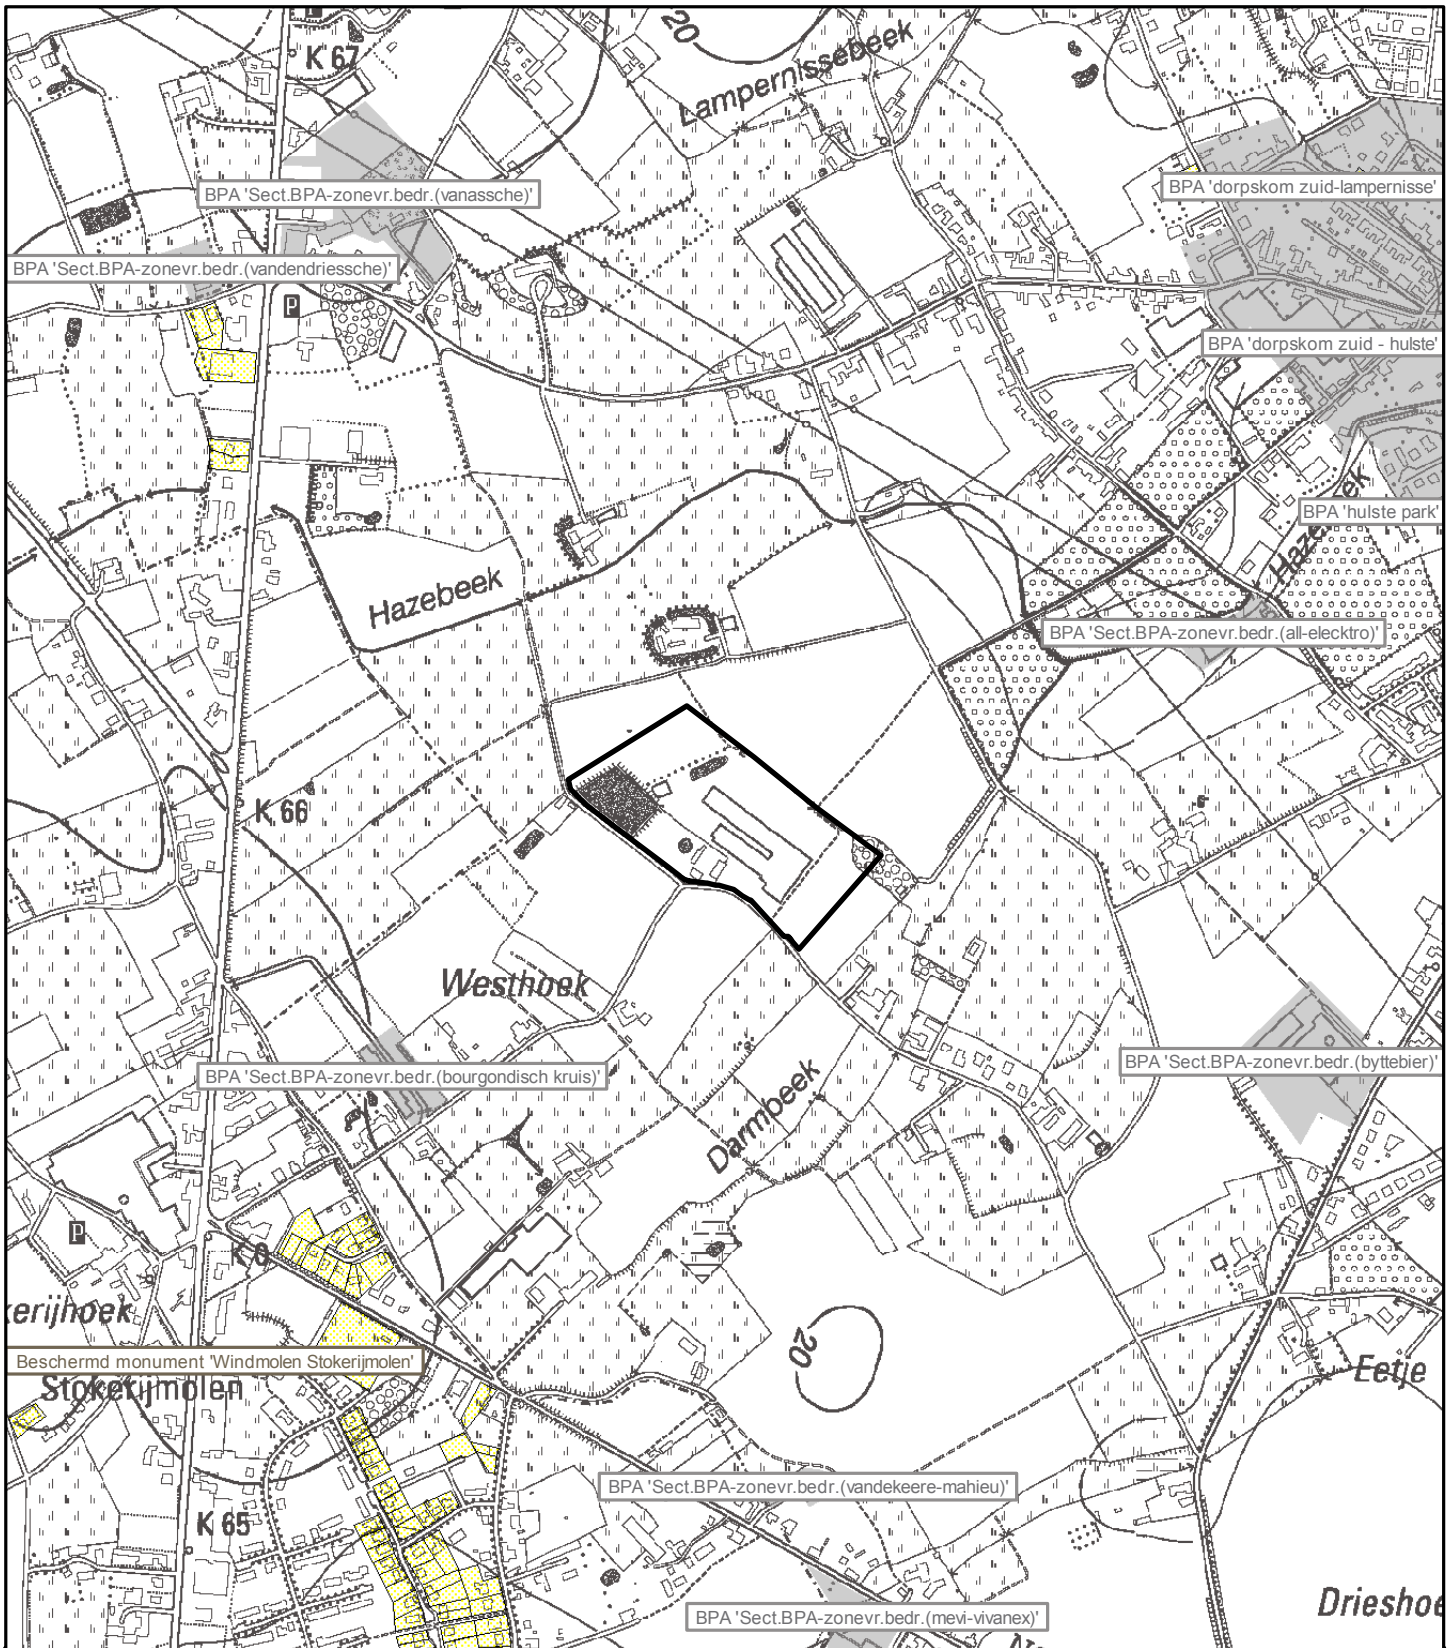 K 67
20
Lampernissebeek
BPA 'Sect.BPA-zonevr.bedr.(vanassche)'
BPA 'dorpskom zuid-lampernisse'
BPA 'Sect.BPA-zonevr.bedr.(vandendriessche)'
P
BPA 'dorpskom zuid - hulste'
BPA 'hulste park'
Hazebeek
BPA 'Sect.BPA-zonevr.bedr.(all-elecktro)'
K 66
Westhoek
BPA 'Sect.BPA-zonevr.bedr.(byttebier)'
BPA 'Sect.BPA-zonevr.bedr.(bourgondisch kruis)'
Darmbeek
P
K 0
kerijhoek
20
Beschermd monument 'Windmolen Stokerijmolen'
Eetje
Stokerijmolen
BPA 'Sect.BPA-zonevr.bedr.(vandekeere-mahieu)'
K 65
Drieshoe
BPA 'Sect.BPA-zonevr.bedr.(mevi-vivanex)'